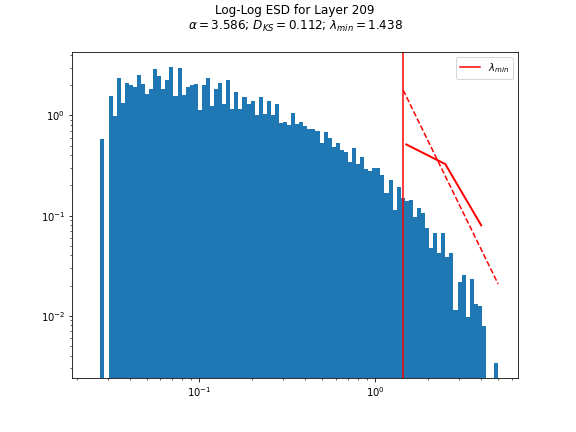 Log-Log ESD for Layer 209
α = 3.586; D_KS = 0.112; λ_min = 1.438
λ_min
10⁰
10⁻¹
10⁻²
10⁻¹
10⁰